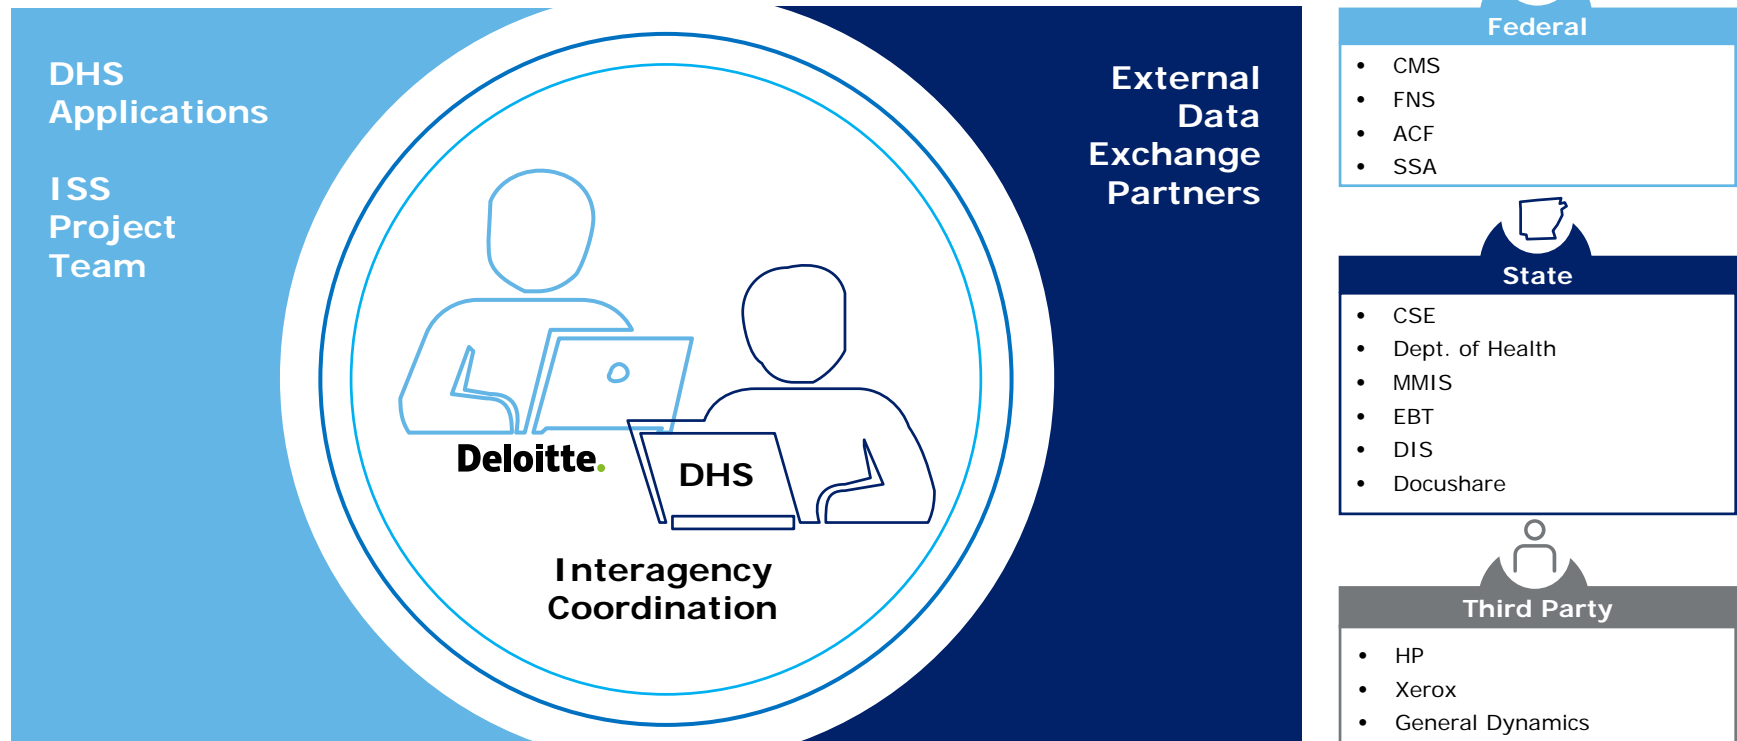 DHS
Applications
ISS
Project
Team
Deloitte.
DHS
Interagency
Coordination
External
Data
Exchange
Partners
Federal
• CMS
• FNS
• ACF
• SSA
State
• CSE
• Dept. of Health
• MMIS
• EBT
• DIS
• Docushare
Third Party
• HP
• Xerox
• General Dynamics